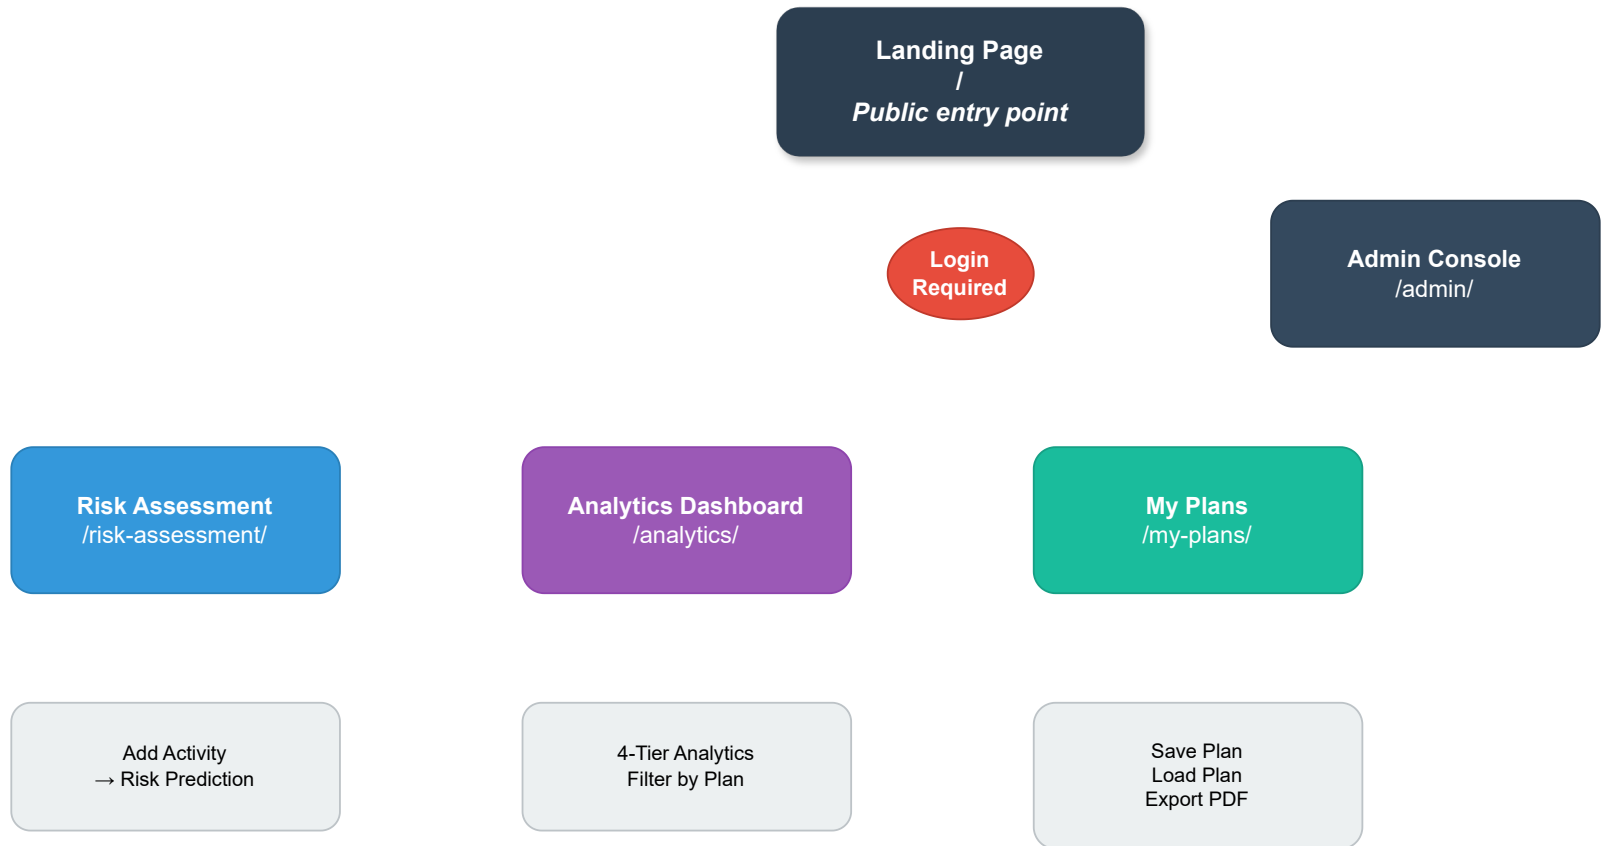 Landing Page
/
Public entry point
Login
Required
Admin Console
/admin/
Risk Assessment
/risk-assessment/
Analytics Dashboard
/analytics/
My Plans
/my-plans/
Add Activity
→ Risk Prediction
4-Tier Analytics
Filter by Plan
Save Plan
Load Plan
Export PDF